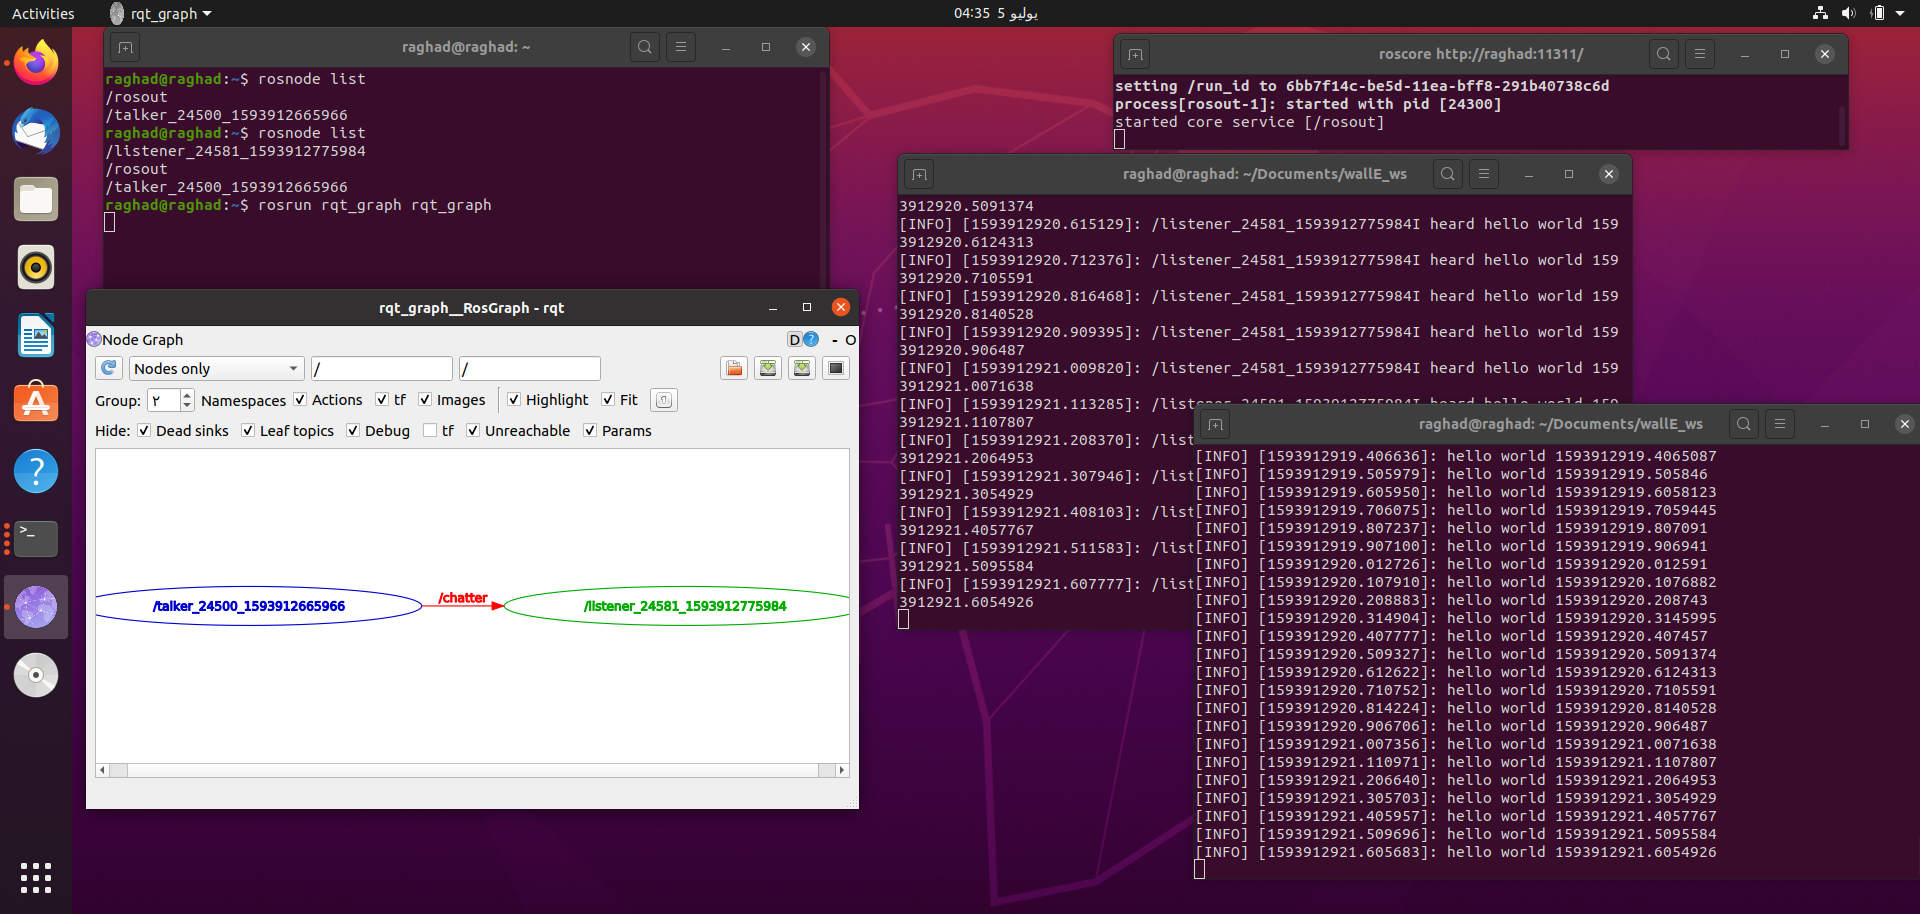 Activities
rqt_graph
04:35 5 يوليو
raghad@raghad: ~
raghad@raghad:~$ rosnode list
/rosout
/talker_24500_1593912665966
raghad@raghad:~$ rosnode list
/listener_24581_1593912775984
/rosout
/talker_24500_1593912665966
raghad@raghad:~$ rosrun rqt_graph rqt_graph
roscore http://raghad:11311/
setting /run_id to 6bb7f14c-be5d-11ea-bff8-291b40738c6d
process[rosout-1]: started with pid [24300]
started core service [/rosout]
raghad@raghad: ~/Documents/wallE_ws
3912920.5091374
[INFO] [1593912920.615129]: /listener_24581_1593912775984I heard hello world 159
3912920.6124313
[INFO] [1593912920.712376]: /listener_24581_1593912775984I heard hello world 159
3912920.7105591
[INFO] [1593912920.816468]: /listener_24581_1593912775984I heard hello world 159
3912920.8140528
[INFO] [1593912920.909395]: /listener_24581_1593912775984I heard hello world 159
3912920.906487
[INFO] [1593912921.009820]: /listener_24581_1593912775984I heard hello world 159
3912921.0071638
[INFO] [1593912921.113285]: /listener_24581_1593912775984I heard hello world 159
3912921.1107807
[INFO] [1593912921.208370]: /list
3912921.2064953
[INFO] [1593912921.307946]: /list
3912921.3054929
[INFO] [1593912921.408103]: /list
3912921.4057767
[INFO] [1593912921.511583]: /list
3912921.5095584
[INFO] [1593912921.607777]: /list
3912921.6054926
raghad@raghad: ~/Documents/wallE_ws
[INFO] [1593912919.406636]: hello world 1593912919.4065087
[INFO] [1593912919.505979]: hello world 1593912919.505846
[INFO] [1593912919.605950]: hello world 1593912919.6058123
[INFO] [1593912919.706075]: hello world 1593912919.7059445
[INFO] [1593912919.807237]: hello world 1593912919.807091
[INFO] [1593912919.907100]: hello world 1593912919.906941
[INFO] [1593912920.012726]: hello world 1593912920.012591
[INFO] [1593912920.107910]: hello world 1593912920.1076882
[INFO] [1593912920.208883]: hello world 1593912920.208743
[INFO] [1593912920.314904]: hello world 1593912920.3145995
[INFO] [1593912920.407777]: hello world 1593912920.407457
[INFO] [1593912920.509327]: hello world 1593912920.5091374
[INFO] [1593912920.612622]: hello world 1593912920.6124313
[INFO] [1593912920.710752]: hello world 1593912920.7105591
[INFO] [1593912920.814224]: hello world 1593912920.8140528
[INFO] [1593912920.906706]: hello world 1593912920.906487
[INFO] [1593912921.007356]: hello world 1593912921.0071638
[INFO] [1593912921.110971]: hello world 1593912921.1107807
[INFO] [1593912921.206640]: hello world 1593912921.2064953
[INFO] [1593912921.305703]: hello world 1593912921.3054929
[INFO] [1593912921.405957]: hello world 1593912921.4057767
[INFO] [1593912921.509696]: hello world 1593912921.5095584
[INFO] [1593912921.605683]: hello world 1593912921.6054926
rqt_graph__RosGraph - rqt
Node Graph
D ? - O
Nodes only / /
Group: ٢ Namespaces Actions tf Images Highlight Fit
Hide: Dead sinks Leaf topics Debug tf Unreachable Params
/talker_24500_1593912665966
/chatter
/listener_24581_1593912775984